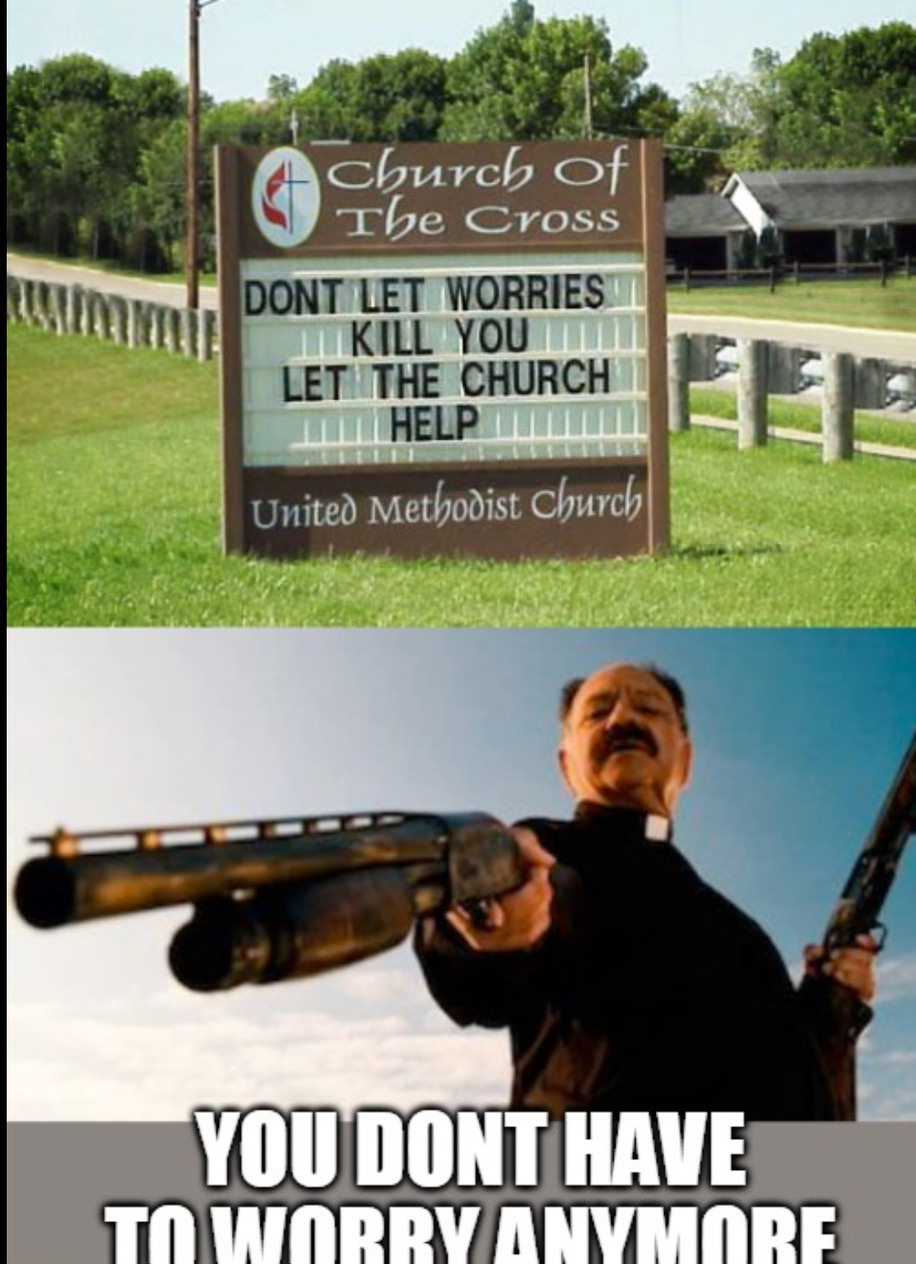 Church Of
The Cross
DONT LET WORRIES
KILL YOU
LET THE CHURCH
HELP
United Methodist Church
YOU DONT HAVE
TO WORRY ANYMORE